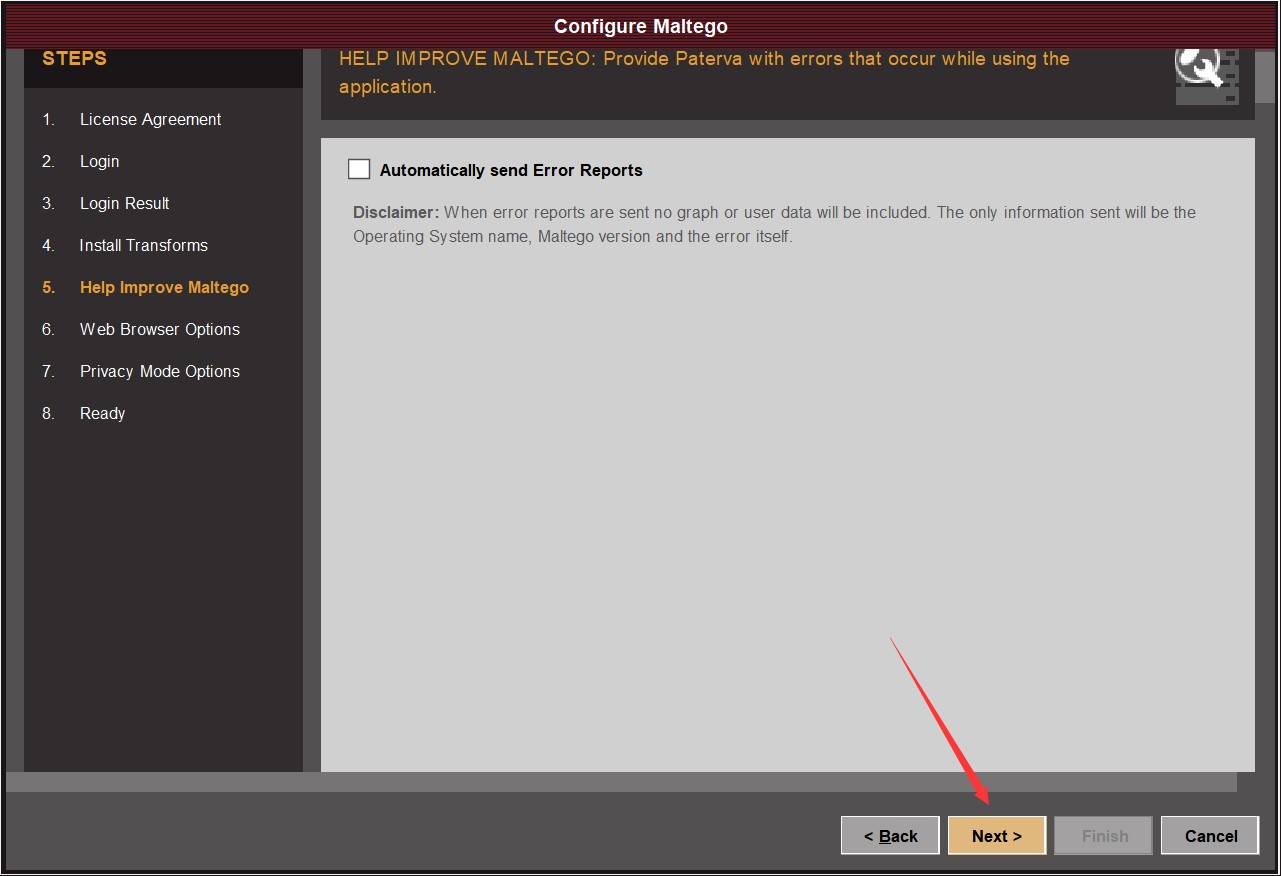 Configure Maltego
STEPS
1. License Agreement
2. Login
3. Login Result
4. Install Transforms
5. Help Improve Maltego
6. Web Browser Options
7. Privacy Mode Options
8. Ready
HELP IMPROVE MALTEGO: Provide Paterva with errors that occur while using the
application.
Automatically send Error Reports
Disclaimer: When error reports are sent no graph or user data will be included. The only information sent will be the
Operating System name, Maltego version and the error itself.
< Back Next > Finish Cancel